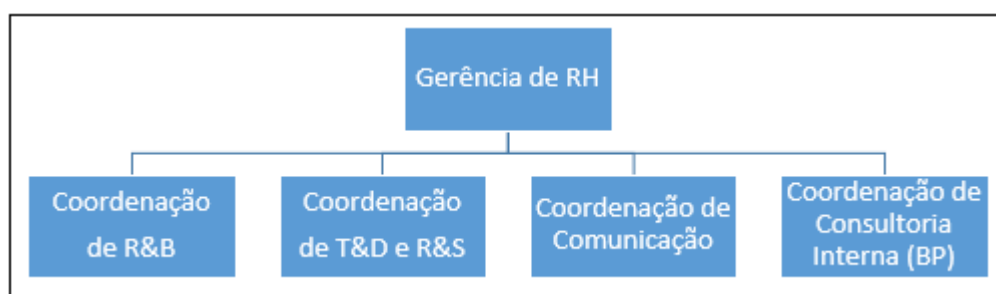 Gerência de RH
Coordenação
de R&B
Coordenação
de T&D e R&S
Coordenação de
Comunicação
Coordenação de
Consultoria
Interna (BP)